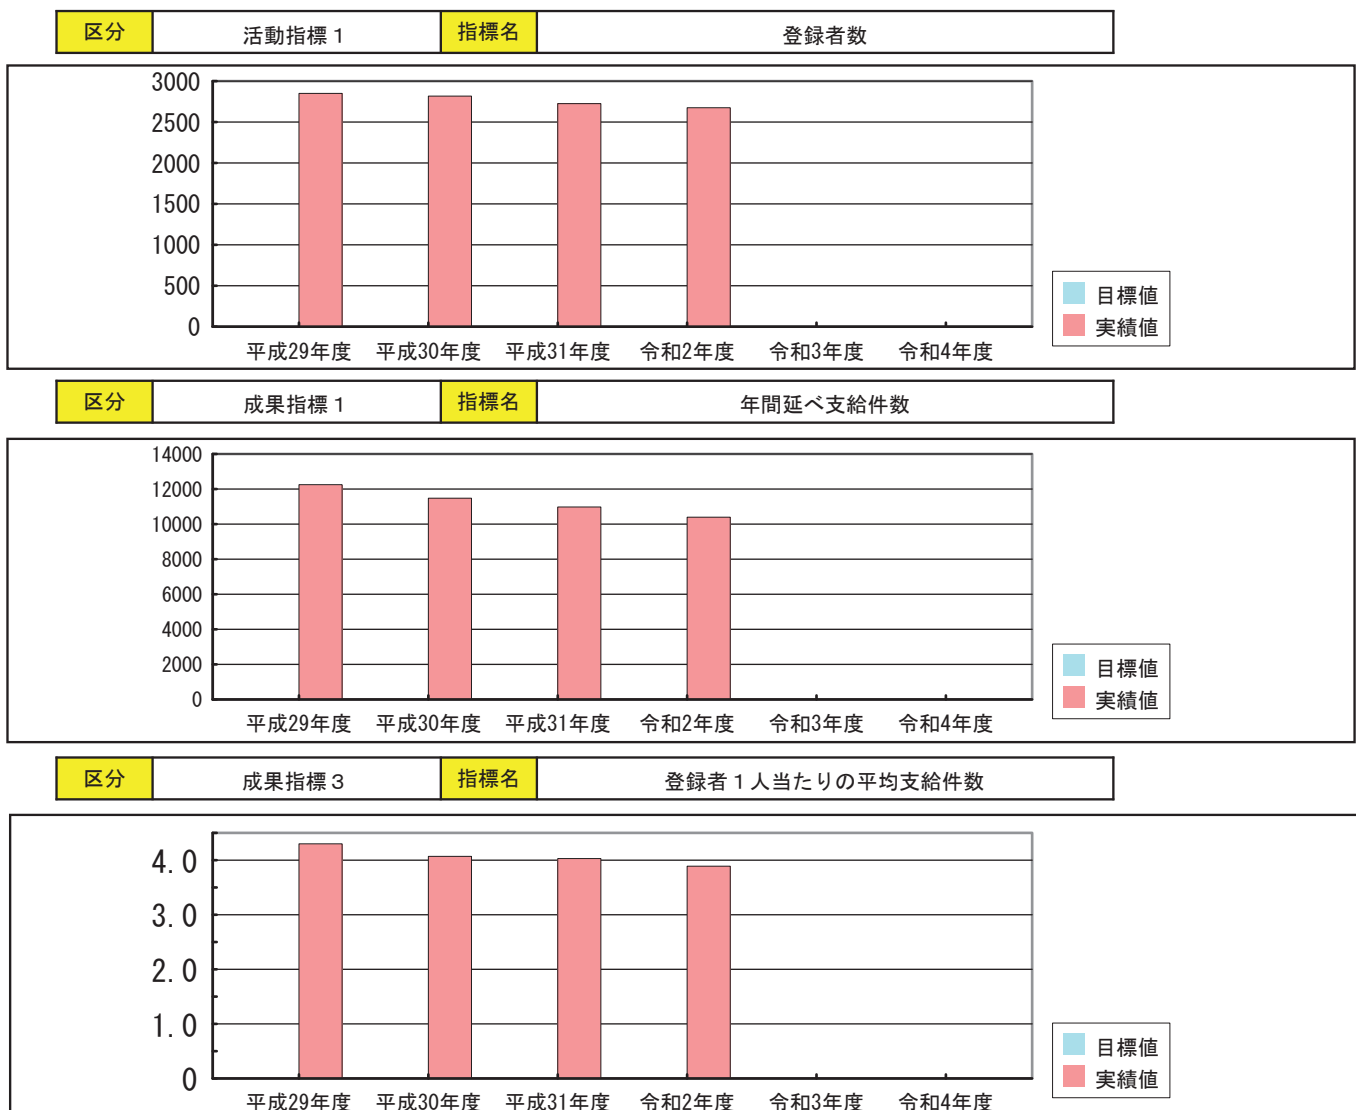 区分 活動指標1 指標名 登録者数
3000
2500
2000
1500
1000
500
0
平成29年度 平成30年度 平成31年度 令和2年度 令和3年度 令和4年度
目標値
実績値
区分 成果指標1 指標名 年間延べ支給件数
14000
12000
10000
8000
6000
4000
2000
0
平成29年度 平成30年度 平成31年度 令和2年度 令和3年度 令和4年度
目標値
実績値
区分 成果指標3 指標名 登録者1人当たりの平均支給件数
4.0
3.0
2.0
1.0
0
平成29年度 平成30年度 平成31年度 令和2年度 令和3年度 令和4年度
目標値
実績値